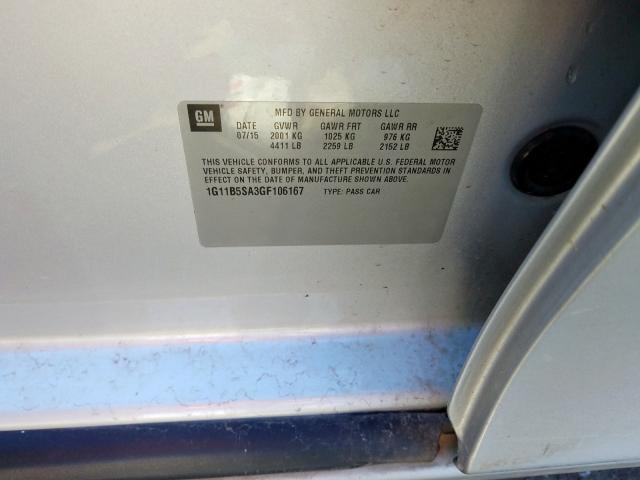 GM
MFD BY GENERAL MOTORS LLC
DATE GVWR GAWR FRT GAWR RR
07/15 2001 KG 1025 KG 976 KG
4411 LB 2259 LB 2152 LB
THIS VEHICLE CONFORMS TO ALL APPLICABLE U.S. FEDERAL MOTOR
VEHICLE SAFETY, BUMPER, AND THEFT PREVENTION STANDARDS IN
EFFECT ON THE DATE OF MANUFACTURE SHOWN ABOVE.
1G11B5SA3GF106167 TYPE: PASS CAR